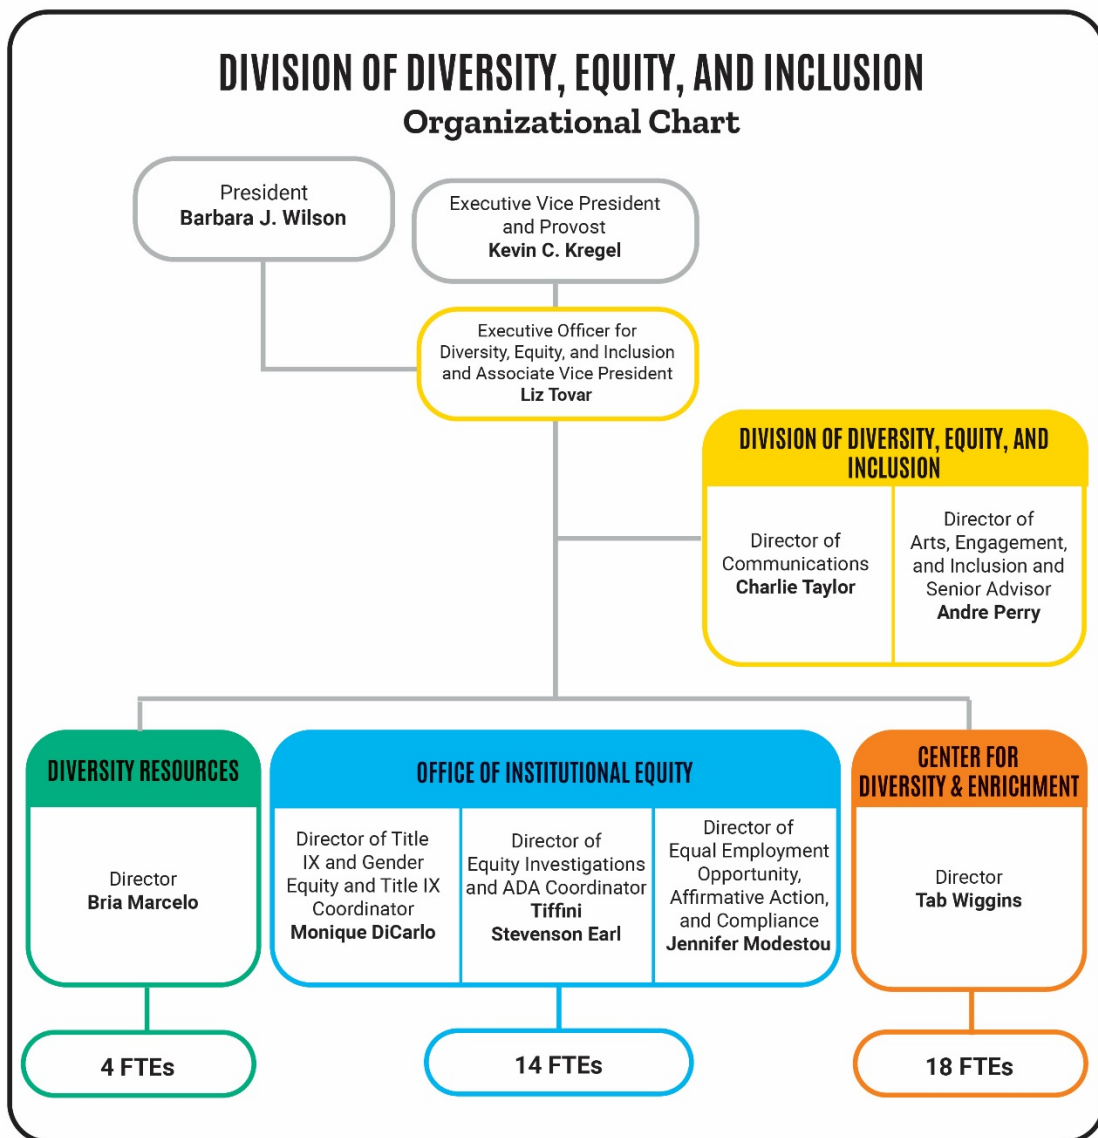 DIVISION OF DIVERSITY, EQUITY, AND INCLUSION
Organizational Chart
President
Barbara J. Wilson
Executive Vice President
and Provost
Kevin C. Kregel
Executive Officer for
Diversity, Equity, and Inclusion
and Associate Vice President
Liz Tovar
DIVISION OF DIVERSITY, EQUITY, AND
INCLUSION
Director of
Communications
Charlie Taylor
Director of
Arts, Engagement,
and Inclusion and
Senior Advisor
Andre Perry
DIVERSITY RESOURCES
Director
Bria Marcelo
4 FTEs
OFFICE OF INSTITUTIONAL EQUITY
Director of Title
IX and Gender
Equity and Title IX
Coordinator
Monique DiCarlo
Director of
Equity Investigations
and ADA Coordinator
Tiffini
Stevenson Earl
Director of
Equal Employment
Opportunity,
Affirmative Action,
and Compliance
Jennifer Modestou
14 FTEs
CENTER FOR
DIVERSITY & ENRICHMENT
Director
Tab Wiggins
18 FTEs